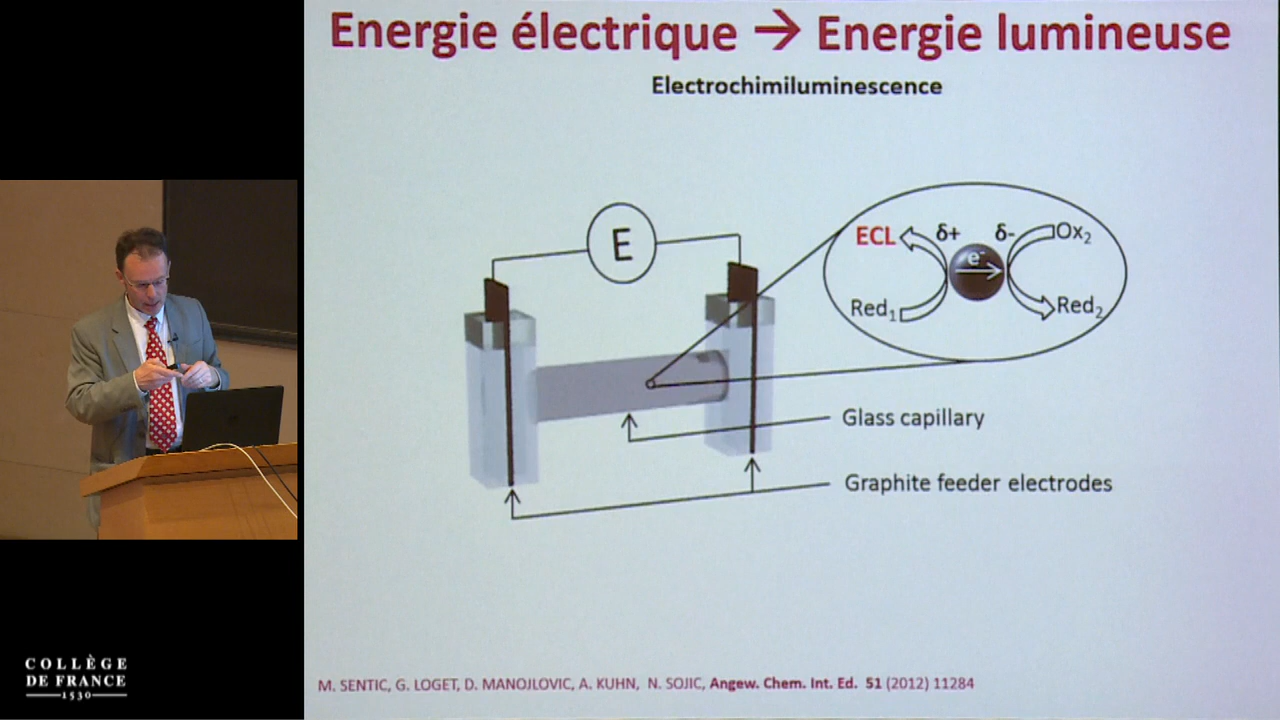 Energie électrique → Energie lumineuse
Electrochimiluminescence
E
ECL
δ+
δ-
Ox2
e-
Red1
Red2
Glass capillary
Graphite feeder electrodes
M. SENTIC, G. LOGET, D. MANOJLOVIC, A. KUHN, N. SOJIC, Angew. Chem. Int. Ed. 51 (2012) 11284
COLLÈGE
DE FRANCE
1530